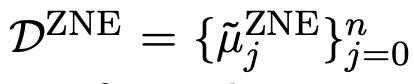 𝒟^ZNE = {μ̃_j^ZNE}_{j=0}^n